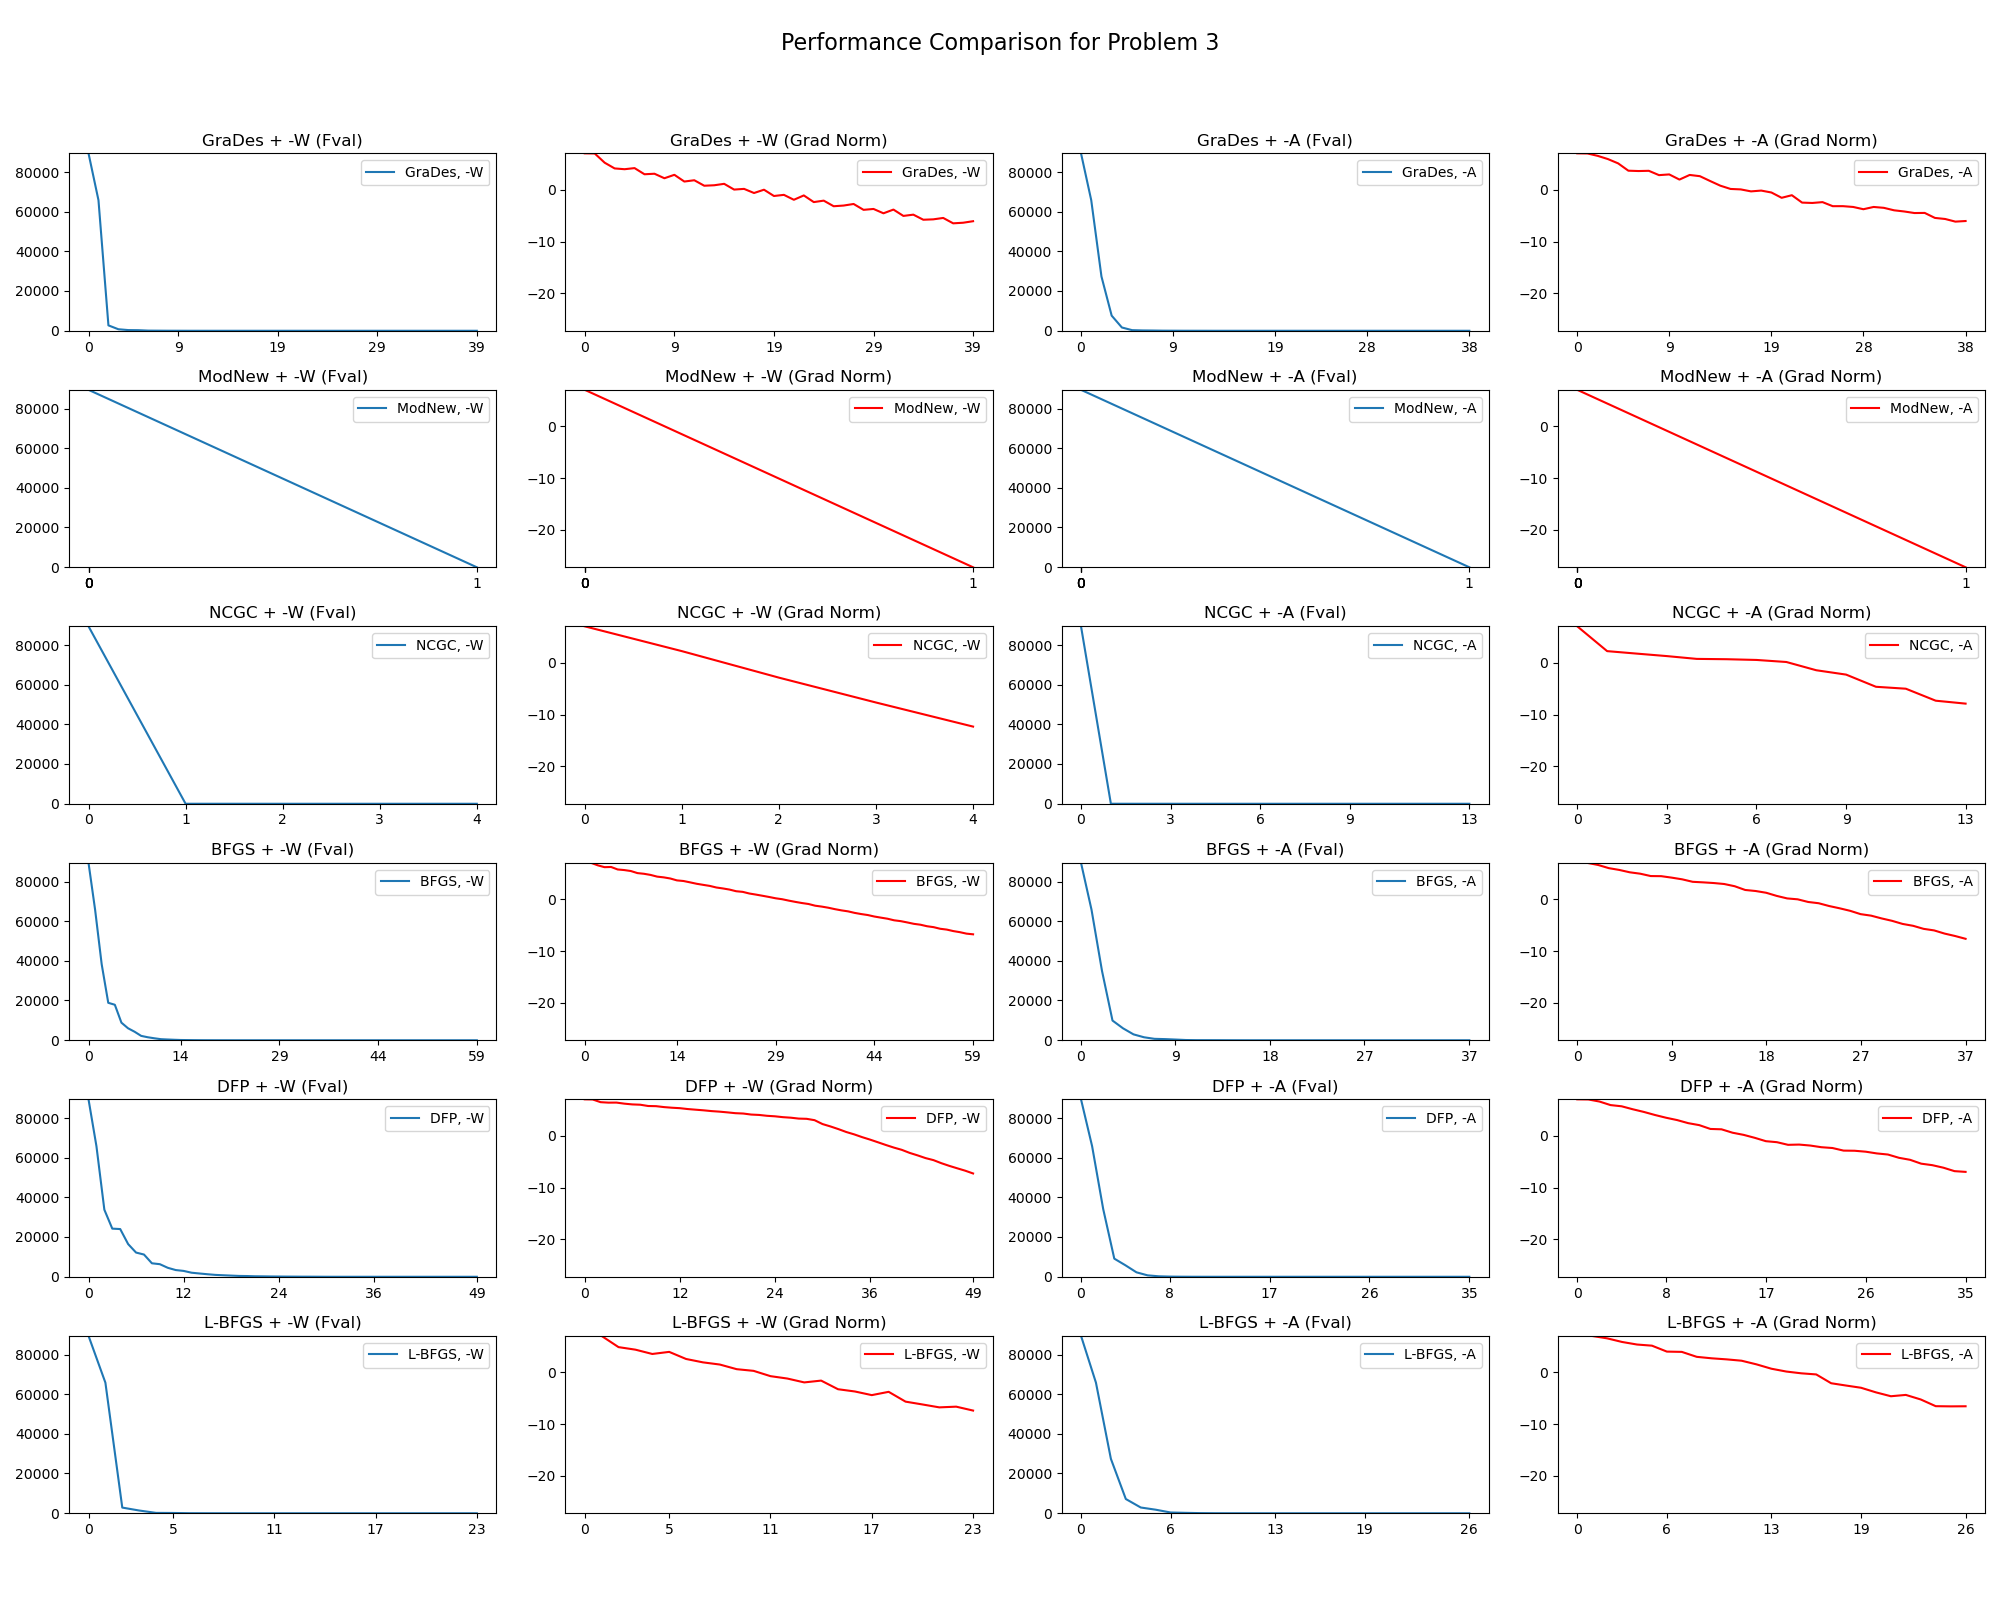 Performance Comparison for Problem 3
GraDes + -W (Fval)
GraDes, -W
80000
60000
40000
20000
0
0 9 19 29 39
GraDes + -W (Grad Norm)
GraDes, -W
0
−10
−20
0 9 19 29 39
GraDes + -A (Fval)
GraDes, -A
80000
60000
40000
20000
0
0 9 19 28 38
GraDes + -A (Grad Norm)
GraDes, -A
0
−10
−20
0 9 19 28 38
ModNew + -W (Fval)
ModNew, -W
80000
60000
40000
20000
0
0 1
ModNew + -W (Grad Norm)
ModNew, -W
0
−10
−20
0 1
ModNew + -A (Fval)
ModNew, -A
80000
60000
40000
20000
0
0 1
ModNew + -A (Grad Norm)
ModNew, -A
0
−10
−20
0 1
NCGC + -W (Fval)
NCGC, -W
80000
60000
40000
20000
0
0 1 2 3 4
NCGC + -W (Grad Norm)
NCGC, -W
0
−10
−20
0 1 2 3 4
NCGC + -A (Fval)
NCGC, -A
80000
60000
40000
20000
0
0 3 6 9 13
NCGC + -A (Grad Norm)
NCGC, -A
0
−10
−20
0 3 6 9 13
BFGS + -W (Fval)
BFGS, -W
80000
60000
40000
20000
0
0 14 29 44 59
BFGS + -W (Grad Norm)
BFGS, -W
0
−10
−20
0 14 29 44 59
BFGS + -A (Fval)
BFGS, -A
80000
60000
40000
20000
0
0 9 18 27 37
BFGS + -A (Grad Norm)
BFGS, -A
0
−10
−20
0 9 18 27 37
DFP + -W (Fval)
DFP, -W
80000
60000
40000
20000
0
0 12 24 36 49
DFP + -W (Grad Norm)
DFP, -W
0
−10
−20
0 12 24 36 49
DFP + -A (Fval)
DFP, -A
80000
60000
40000
20000
0
0 8 17 26 35
DFP + -A (Grad Norm)
DFP, -A
0
−10
−20
0 8 17 26 35
L-BFGS + -W (Fval)
L-BFGS, -W
80000
60000
40000
20000
0
0 5 11 17 23
L-BFGS + -W (Grad Norm)
L-BFGS, -W
0
−10
−20
0 5 11 17 23
L-BFGS + -A (Fval)
L-BFGS, -A
80000
60000
40000
20000
0
0 6 13 19 26
L-BFGS + -A (Grad Norm)
L-BFGS, -A
0
−10
−20
0 6 13 19 26